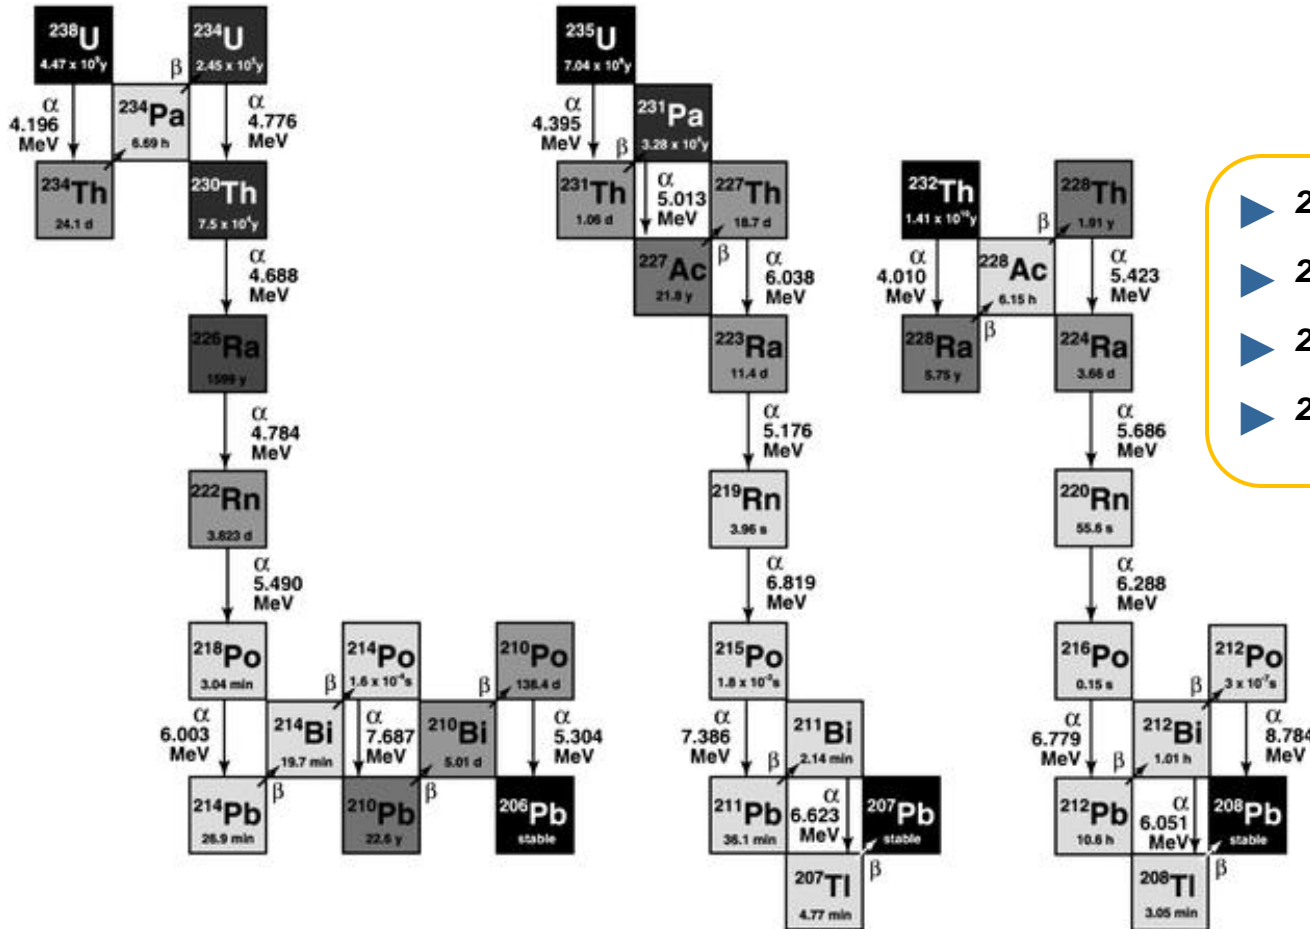 238U
4.47 x 10⁹y
α
4.196
MeV
234Th
24.1 d
β
234Pa
6.69 h
234U
2.45 x 10⁵y
α
4.776
MeV
230Th
7.5 x 10⁴y
α
4.688
MeV
226Ra
1599 y
α
4.784
MeV
222Rn
3.823 d
α
5.490
MeV
218Po
3.04 min
α
6.003
MeV
214Pb
26.9 min
β
214Bi
19.7 min
β
214Po
α
7.687
MeV
210Pb
22.6 y
β
210Bi
5.01 d
β
210Po
138.4 d
α
5.304
MeV
206Pb
stable
235U
7.04 x 10⁸y
α
4.395
MeV
231Th
1.06 d
β
231Pa
3.28 x 10⁴y
α
5.013
MeV
227Ac
21.8 y
β
227Th
18.7 d
α
6.038
MeV
223Ra
11.4 d
α
5.176
MeV
219Rn
3.96 s
α
6.819
MeV
215Po
α
7.386
MeV
211Pb
36.1 min
β
211Bi
2.14 min
α
6.623
MeV
207Tl
4.77 min
β
207Pb
stable
232Th
1.41 x 10¹⁰y
α
4.010
MeV
228Ra
5.75 y
β
228Ac
6.15 h
β
228Th
1.91 y
α
5.423
MeV
224Ra
3.66 d
α
5.686
MeV
220Rn
55.6 s
α
6.288
MeV
216Po
0.15 s
α
6.779
MeV
212Pb
10.6 h
β
212Bi
1.01 h
β
212Po
3 x 10⁻⁷s
α
8.784
MeV
α
6.051
MeV
208Tl
3.05 min
β
208Pb
stable
2
2
2
2